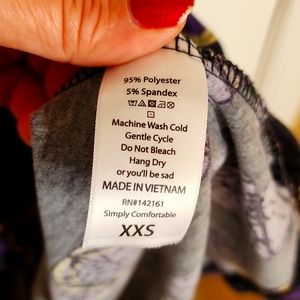 95% Polyester
5% Spandex
Machine Wash Cold
Gentle Cycle
Do Not Bleach
Hang Dry
or you'll be sad
MADE IN VIETNAM
RN#142161
Simply Comfortable
XXS